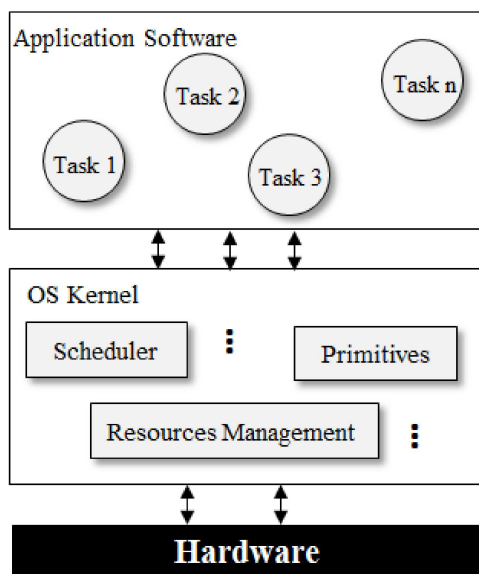 Application Software
Task 2
Task n
Task 1
Task 3
OS Kernel
Scheduler
Primitives
Resources Management
Hardware